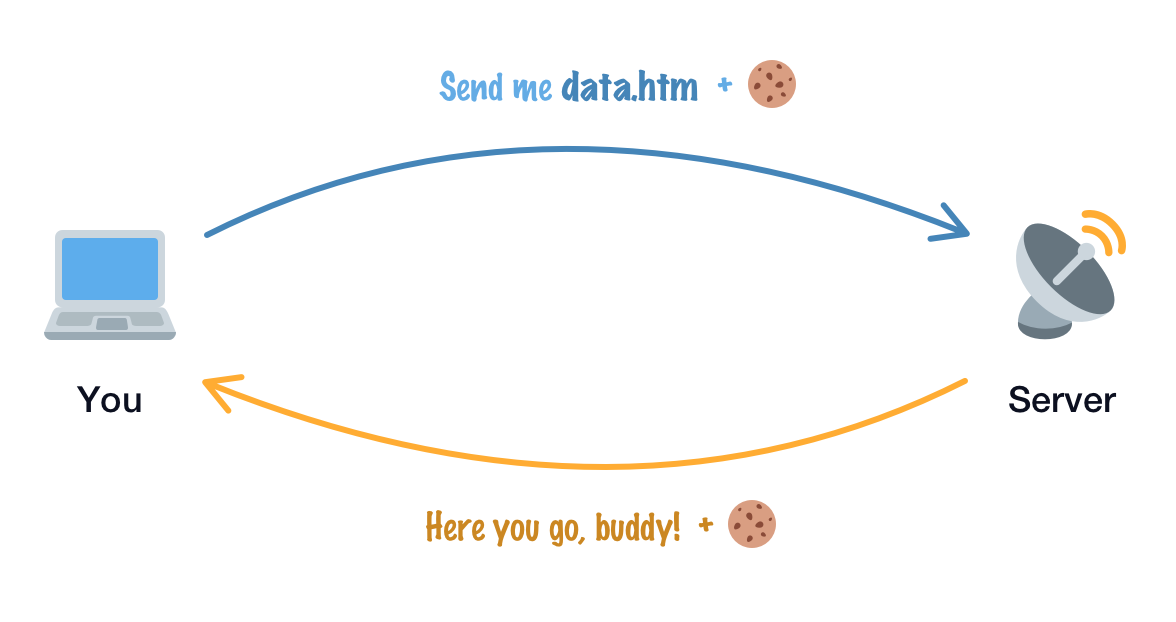 Send me data.htm +
You
Server
Here you go, buddy! +